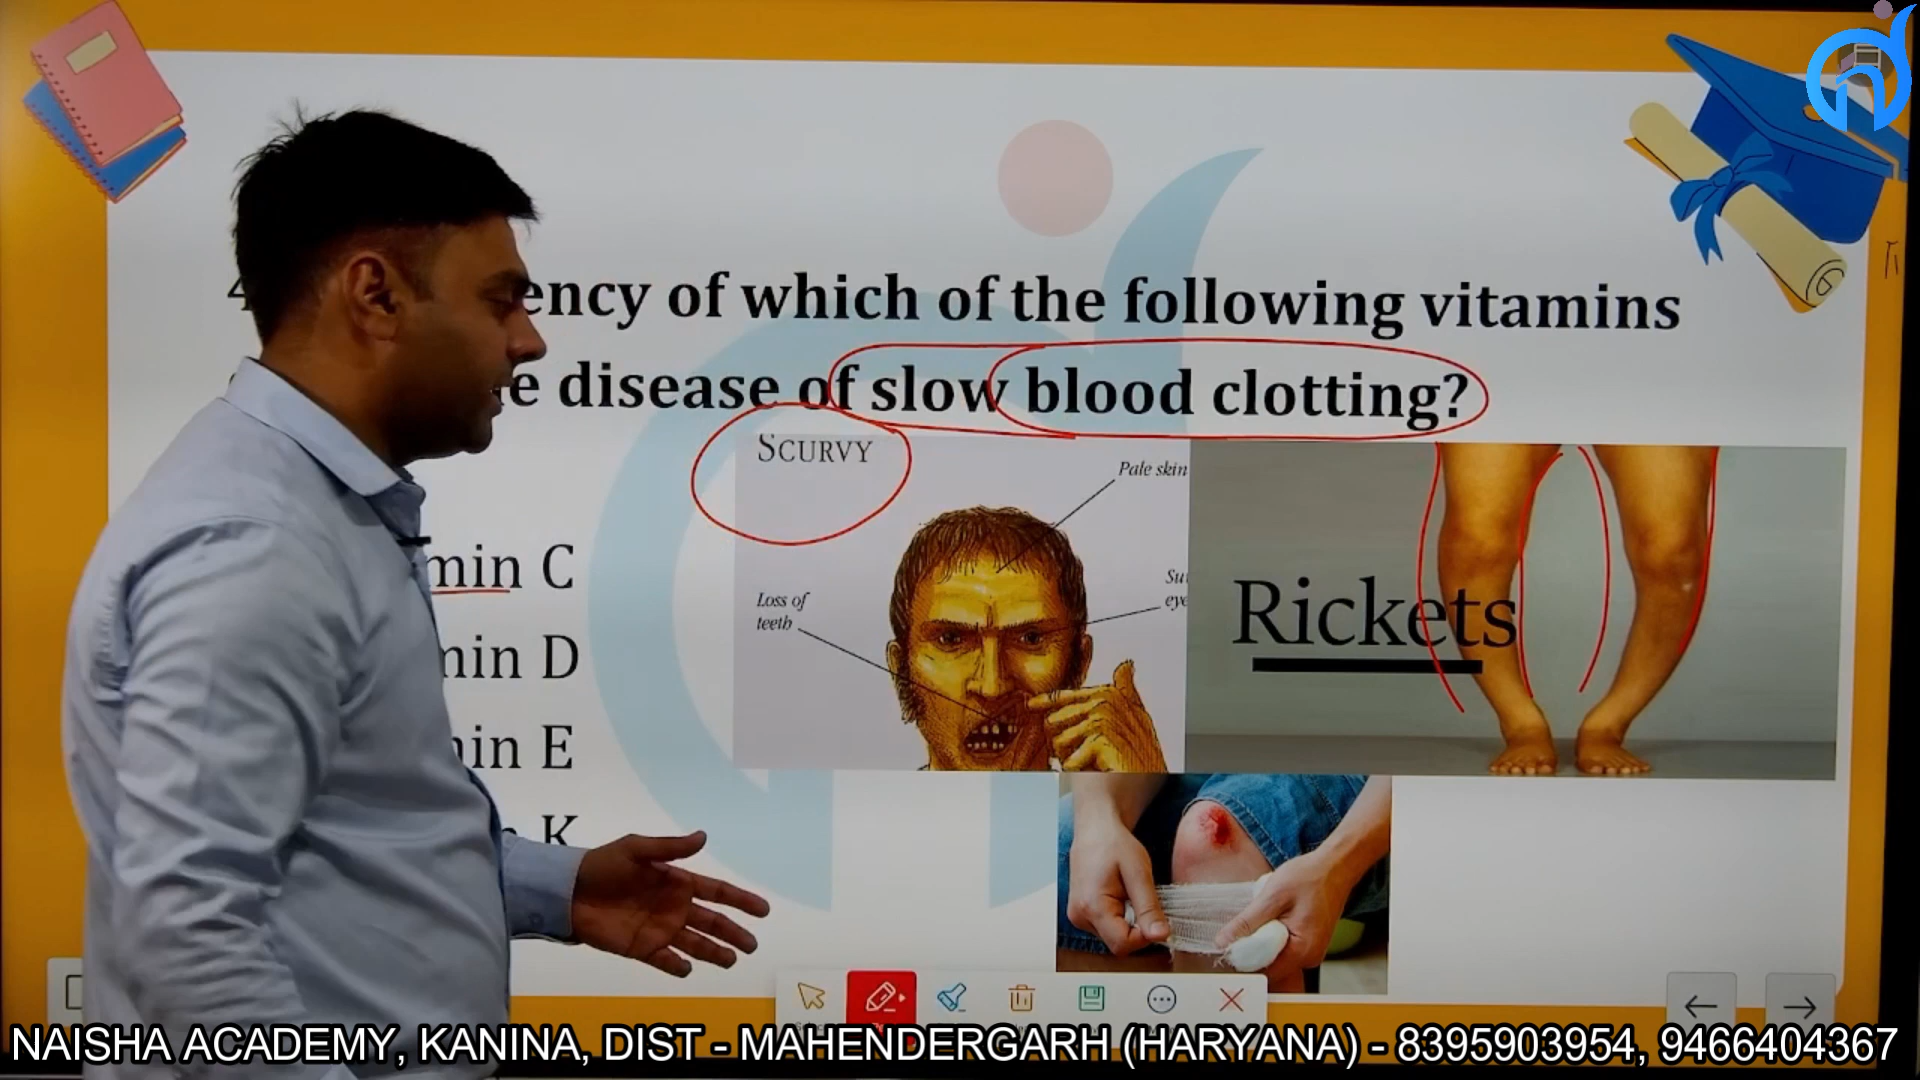 ency of which of the following vitamins
e disease of slow blood clotting?
SCURVY
Pale skin
Loss of
teeth
Rickets
min C
min D
min E
K
NAISHA ACADEMY, KANINA, DIST - MAHENDERGARH (HARYANA) - 8395903954, 9466404367